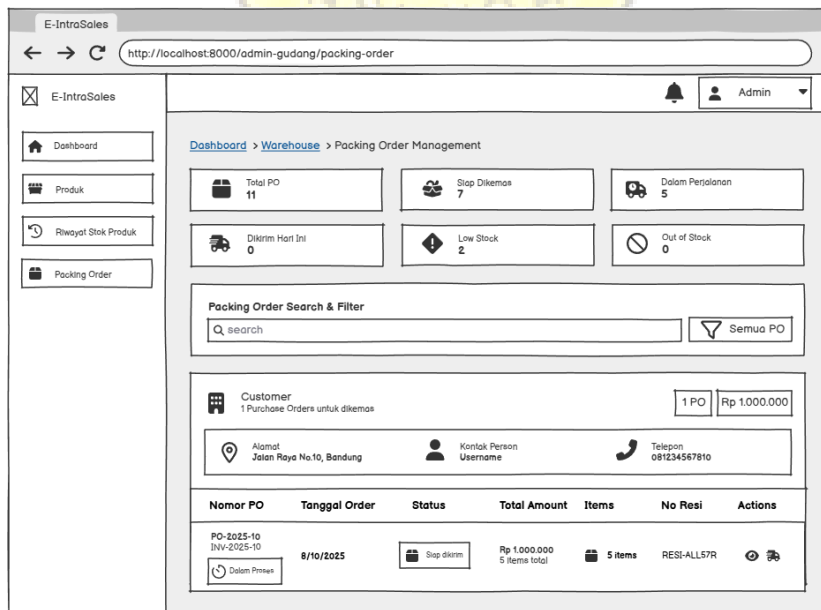 E-IntraSales
http://localhost:8000/admin-gudang/packing-order
E-IntraSales
Admin
Dashboard
Produk
Riwayat Stok Produk
Packing Order
Dashboard > Warehouse > Packing Order Management
Total PO
11
Siap Dikemas
7
Dalam Perjalanan
5
Dikirim Hari Ini
0
Low Stock
2
Out of Stock
0
Packing Order Search & Filter
search
Semua PO
Customer
1 Purchase Orders untuk dikemas
1 PO
Rp 1.000.000
Alamat
Jalan Raya No.10, Bandung
Kontak Person
Username
Telepon
081234567810
Nomor PO Tanggal Order Status Total Amount Items No Resi Actions
PO-2025-10
INV-2025-10
Dalam Proses
8/10/2025
Siap dikirim
Rp 1.000.000
5 items total
5 items
RESI-ALL57R